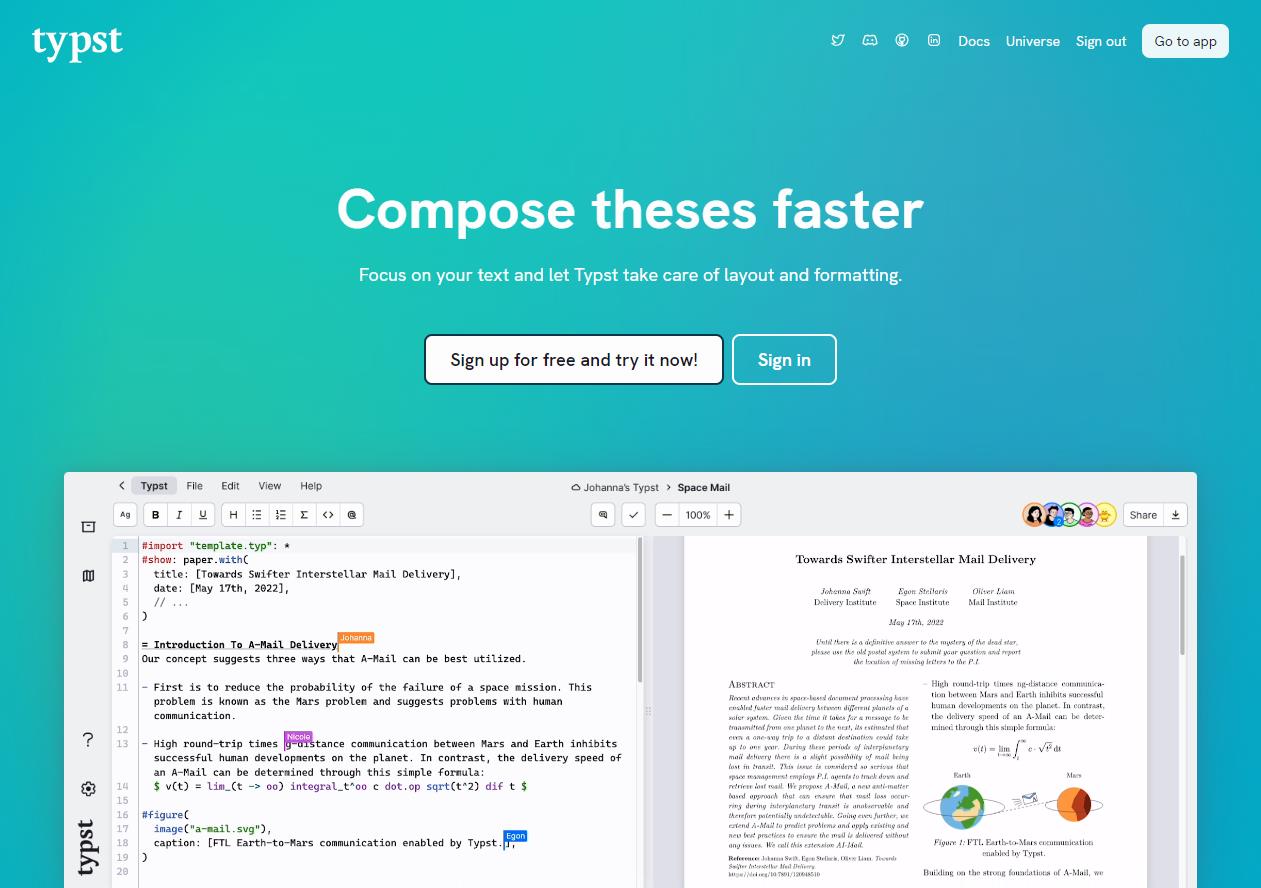 typst
Docs Universe Sign out Go to app
Compose theses faster
Focus on your text and let Typst take care of layout and formatting.
Sign up for free and try it now! Sign in
Typst File Edit View Help
Johanna's Typst > Space Mail
Ag B I U H Σ <> @
100%
2
Share
1 #import "template.typ": *
2 #show: paper.with(
3 title: [Towards Swifter Interstellar Mail Delivery],
4 date: [May 17th, 2022],
5 // ...
6 )
7
8 = Introduction To A-Mail Delivery
Johanna
9 Our concept suggests three ways that A-Mail can be best utilized.
10
11 - First is to reduce the probability of the failure of a space mission. This
problem is known as the Mars problem and suggests problems with human
communication.
12
Nicole
13 - High round-trip times g-distance communication between Mars and Earth inhibits
successful human developments on the planet. In contrast, the delivery speed of
an A-Mail can be determined through this simple formula:
14 $ v(t) = lim_(t -> oo) integral_t^oo c dot.op sqrt(t^2) dif t $
15
16 #figure(
17 image("a-mail.svg"),
Egon
18 caption: [FTL Earth-to-Mars communication enabled by Typst.],
19 )
20
typst
Towards Swifter Interstellar Mail Delivery
Johanna Swift Egon Stellaris Oliver Liam
Delivery Institute Space Institute Mail Institute
May 17th, 2022
Until there is a definitive answer to the mystery of the dead star,
please use the old postal system to submit your question and report
the location of missing letters to the P.I.
ABSTRACT
Recent advances in space-based document processing have
enabled faster mail delivery between different planets of a
solar system. Given the time it takes for a message to be
transmitted from one planet to the next, its estimated that
even a one-way trip to a distant destination could take
up to one year. During these periods of interplanetary
mail delivery there is a slight possibility of mail being
lost in transit. This issue is considered so serious that
space management employs P.I. agents to track down and
retrieve lost mail. We propose A-Mail, a new anti-matter
based approach that can ensure that mail loss occur-
ring during interplanetary transit is unobservable and
therefore potentially undetectable. Going even further, we
extend A-Mail to predict problems and apply existing and
new best practices to ensure the mail is delivered without
any issues. We call this extension AI-Mail.
Reference: Johanna Swift, Egon Stellaris, Oliver Liam. Towards
Swifter Interstellar Mail Delivery.
https://doi.org/10.7891/120948510
– High round-trip times ng-distance communica-
tion between Mars and Earth inhibits successful
human developments on the planet. In contrast,
the delivery speed of an A-Mail can be deter-
mined through this simple formula:
v(t) = lim t→∞ ∫ t ∞ c · √t² dt
Earth Mars
Figure 1: FTL Earth-to-Mars communication
enabled by Typst.
Building on the strong foundations of A-Mail, we